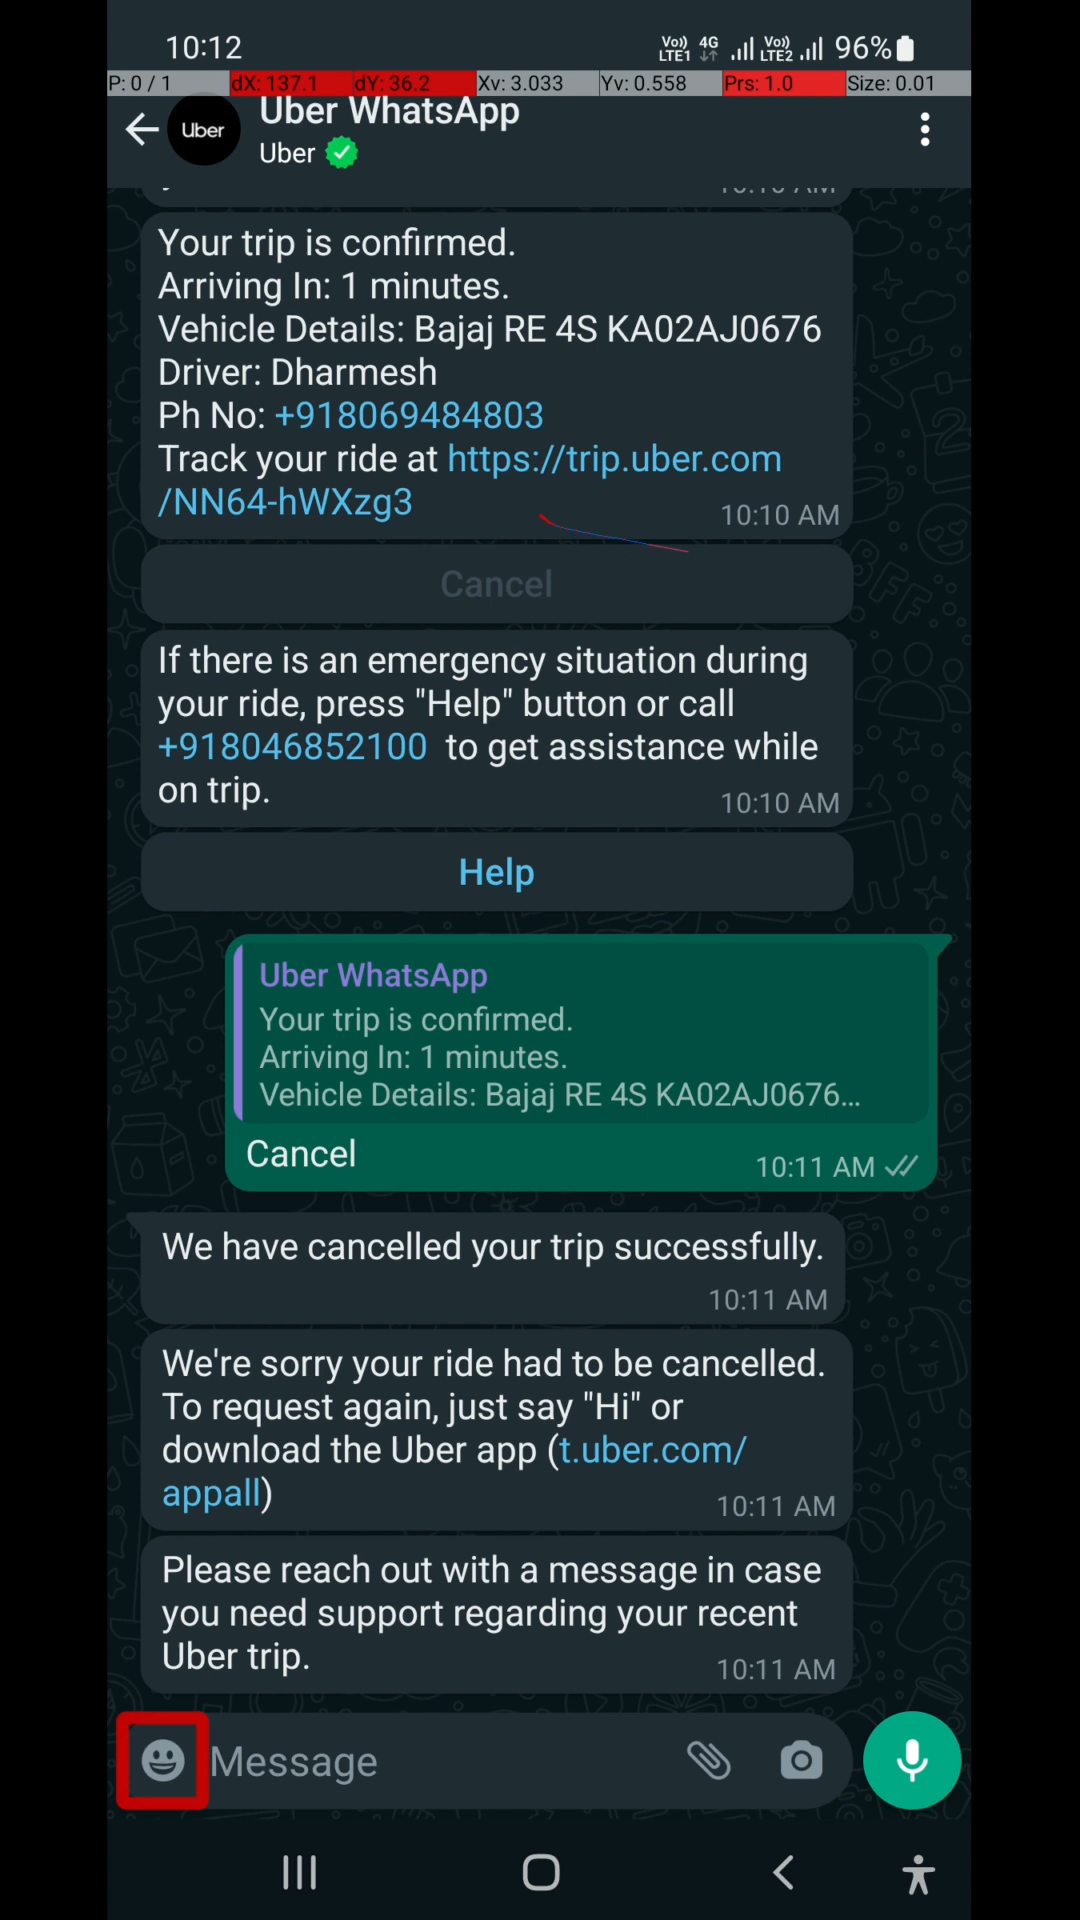 10:12
Vo)) LTE1 4G Vo)) LTE2 96%
P: 0 / 1 dX: 137.1 dY: 36.2 Xv: 3.033 Yv: 0.558 Prs: 1.0 Size: 0.01
Uber Uber WhatsApp
Uber
Your trip is confirmed.
Arriving In: 1 minutes.
Vehicle Details: Bajaj RE 4S KA02AJ0676
Driver: Dharmesh
Ph No: +918069484803
Track your ride at https://trip.uber.com
/NN64-hWXzg3
10:10 AM
Cancel
If there is an emergency situation during
your ride, press "Help" button or call
+918046852100 to get assistance while
on trip.
10:10 AM
Help
Uber WhatsApp
Your trip is confirmed.
Arriving In: 1 minutes.
Vehicle Details: Bajaj RE 4S KA02AJ0676...
Cancel
10:11 AM
We have cancelled your trip successfully.
10:11 AM
We're sorry your ride had to be cancelled.
To request again, just say "Hi" or
download the Uber app (t.uber.com/
appall)
10:11 AM
Please reach out with a message in case
you need support regarding your recent
Uber trip.
10:11 AM
Message